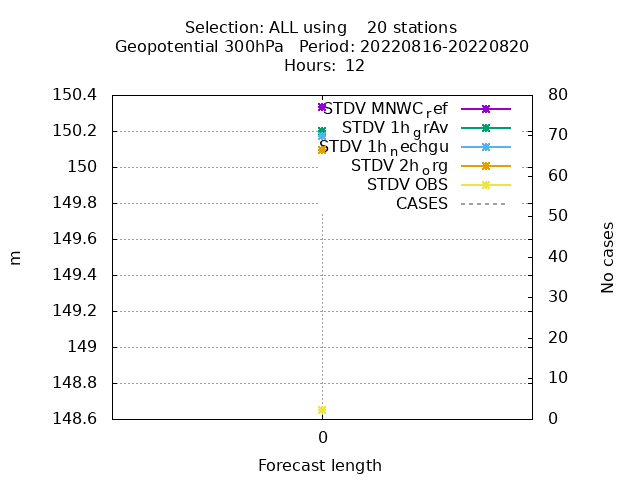 Selection: ALL using    20 stations
Geopotential 300hPa   Period: 20220816-20220820
Hours: 12
150.4
150.2
150
149.8
149.6
149.4
149.2
149
148.8
148.6
m
STDV MNWC_ref
STDV 1h_grAv
STDV 1h_nechgu
STDV 2h_org
STDV OBS
CASES
80
70
60
50
40
30
20
10
0
No cases
0
Forecast length